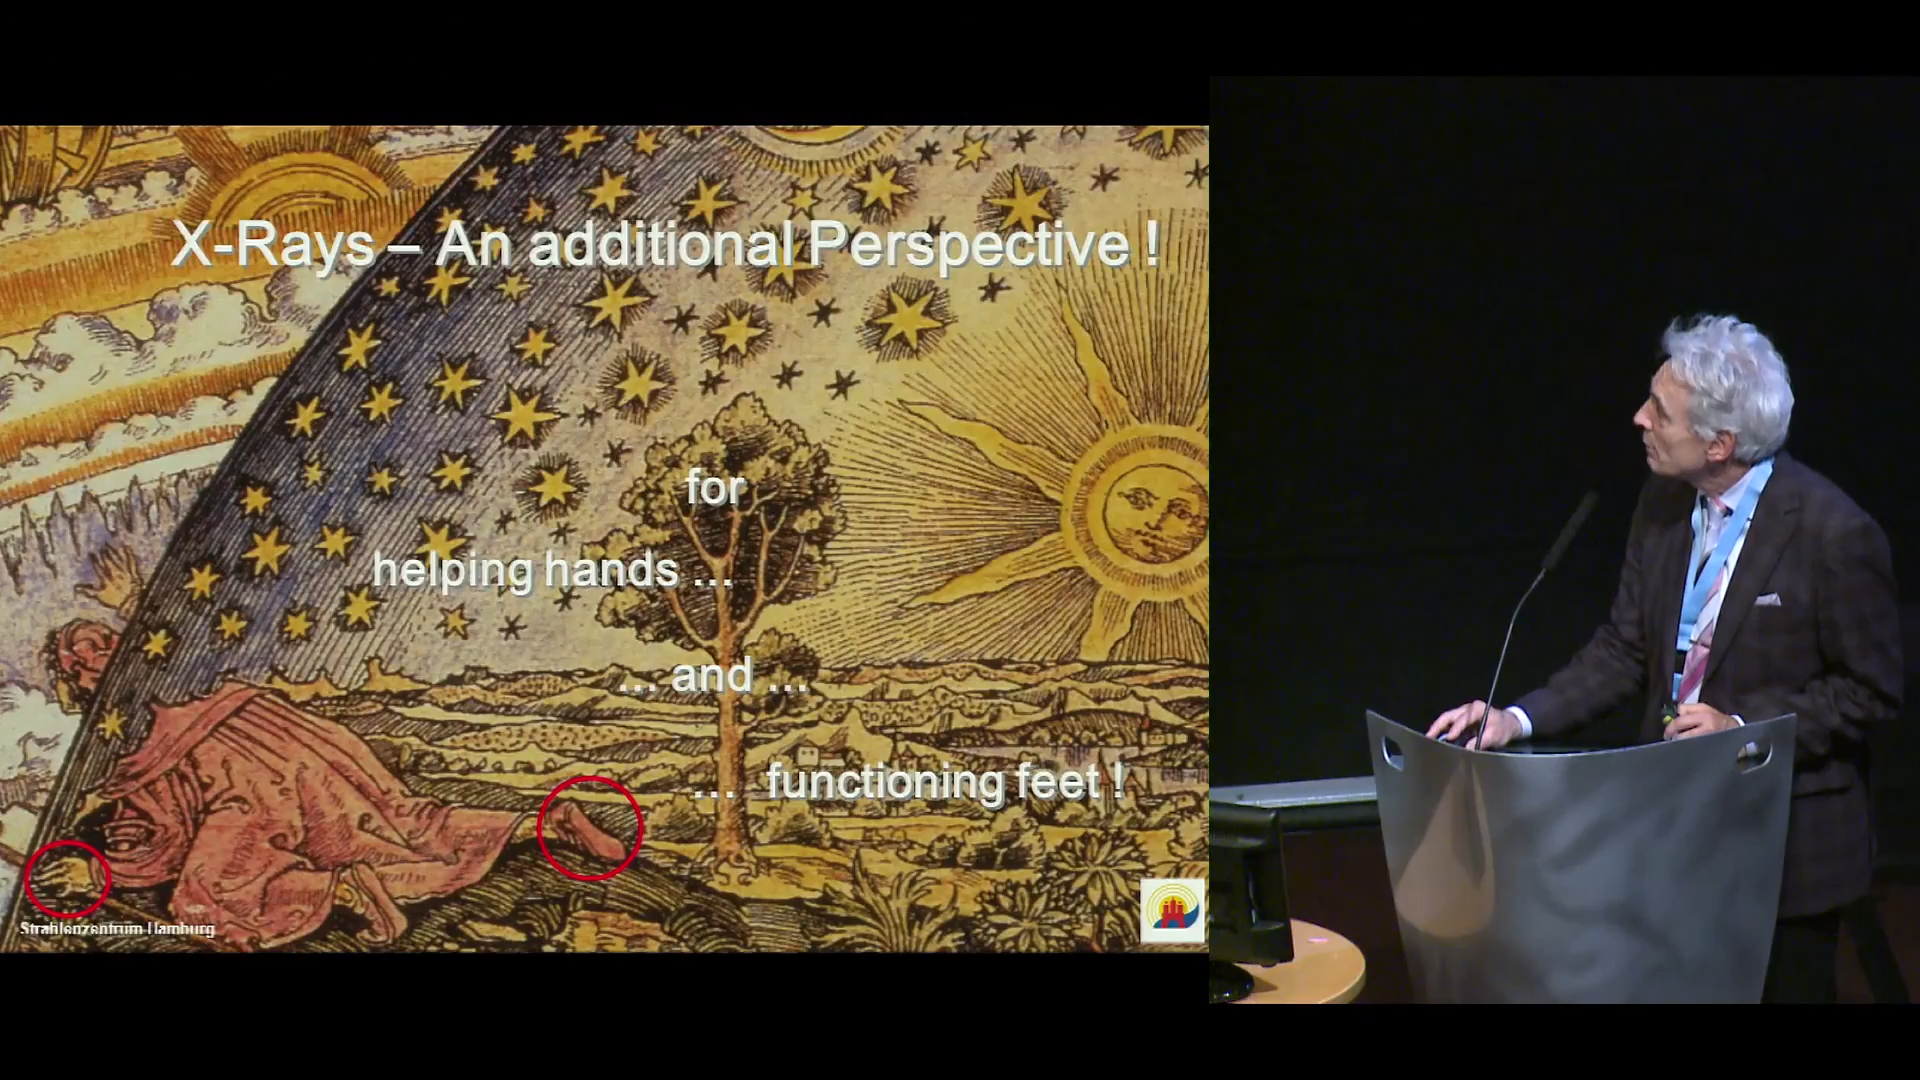 X-Rays – An additional Perspective !
for
helping hands ...
... and ...
... functioning feet !
Strahlenzentrum Hamburg